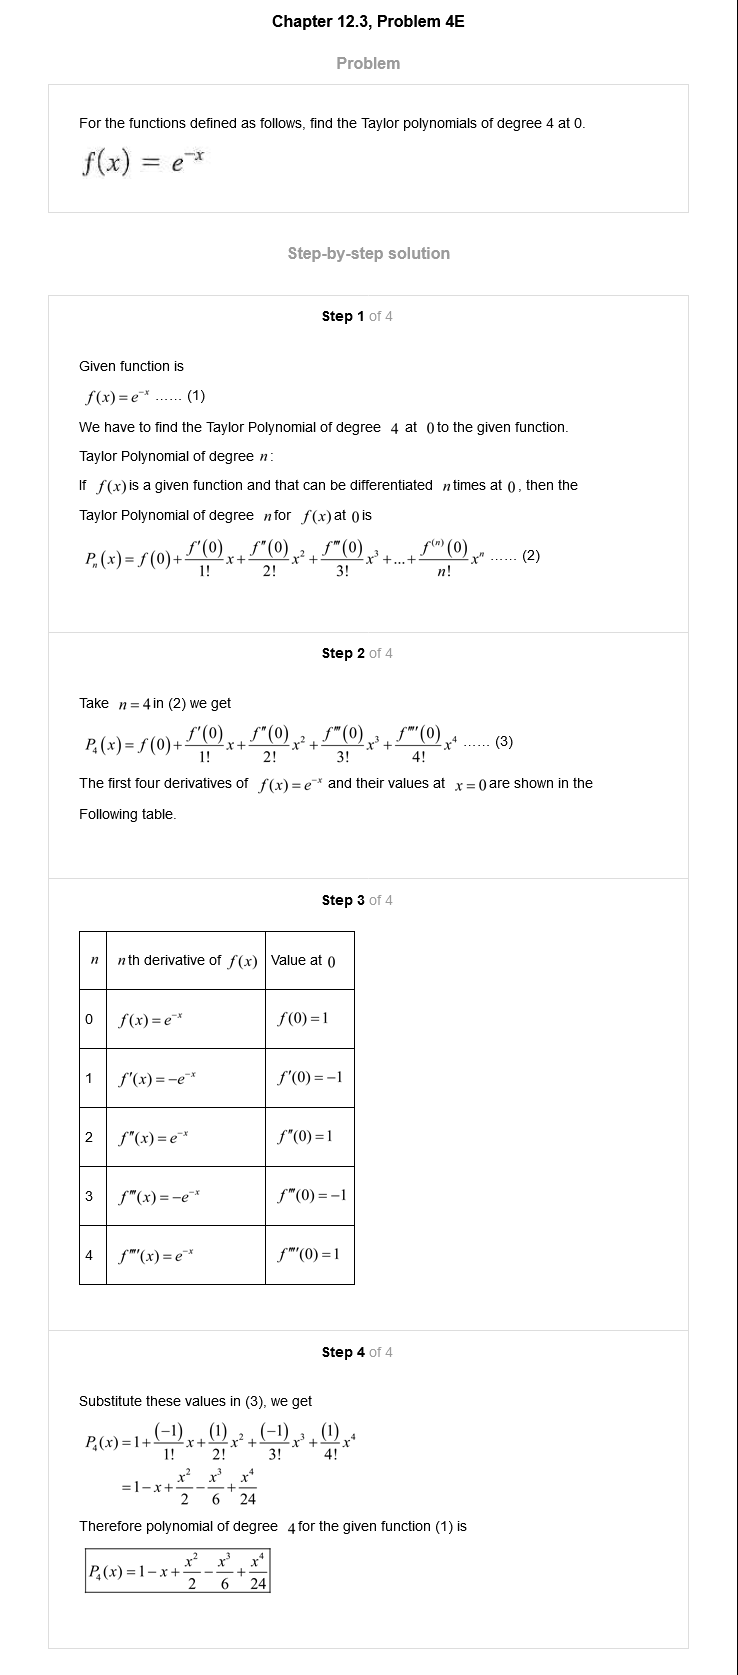 Chapter 12.3, Problem 4E
Problem
For the functions defined as follows, find the Taylor polynomials of degree 4 at 0.
f(x) = e^{-x}
Step-by-step solution
Step 1 of 4
Given function is
f(x) = e^{-x} ...... (1)
We have to find the Taylor Polynomial of degree 4 at 0 to the given function.
Taylor Polynomial of degree n:
If f(x) is a given function and that can be differentiated n times at 0, then the
Taylor Polynomial of degree n for f(x) at 0 is
P_n(x) = f(0) + \frac{f'(0)}{1!}x + \frac{f''(0)}{2!}x^2 + \frac{f'''(0)}{3!}x^3 + ... + \frac{f^{(n)}(0)}{n!}x^n ...... (2)
Step 2 of 4
Take n = 4 in (2) we get
P_4(x) = f(0) + \frac{f'(0)}{1!}x + \frac{f''(0)}{2!}x^2 + \frac{f'''(0)}{3!}x^3 + \frac{f''''(0)}{4!}x^4 ...... (3)
The first four derivatives of f(x) = e^{-x} and their values at x = 0 are shown in the
Following table.
Step 3 of 4
n nth derivative of f(x) Value at 0
0 f(x) = e^{-x} f(0) = 1
1 f'(x) = -e^{-x} f'(0) = -1
2 f''(x) = e^{-x} f''(0) = 1
3 f'''(x) = -e^{-x} f'''(0) = -1
4 f''''(x) = e^{-x} f''''(0) = 1
Step 4 of 4
Substitute these values in (3), we get
P_4(x) = 1 + \frac{(-1)}{1!}x + \frac{(1)}{2!}x^2 + \frac{(-1)}{3!}x^3 + \frac{(1)}{4!}x^4
= 1 - x + \frac{x^2}{2} - \frac{x^3}{6} + \frac{x^4}{24}
Therefore polynomial of degree 4 for the given function (1) is
P_4(x) = 1 - x + \frac{x^2}{2} - \frac{x^3}{6} + \frac{x^4}{24}